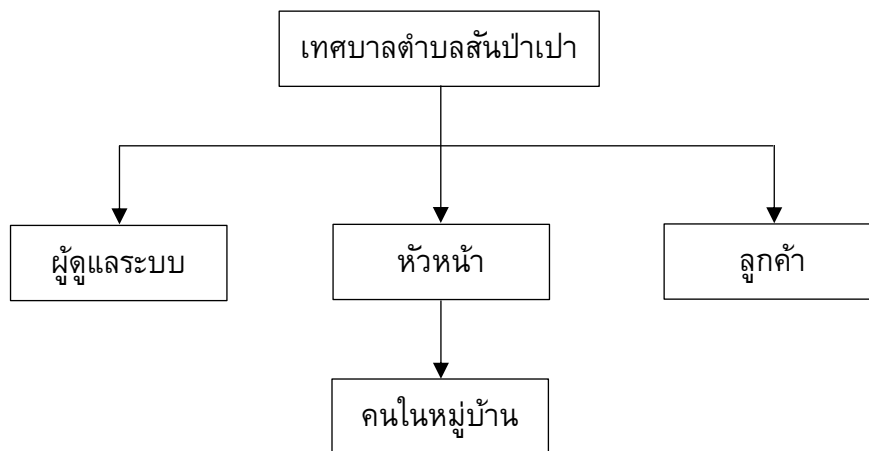 เทศบาลตำบลสันป่าเปา
ผู้ดูแลระบบ
หัวหน้า
ลูกค้า
คนในหมู่บ้าน